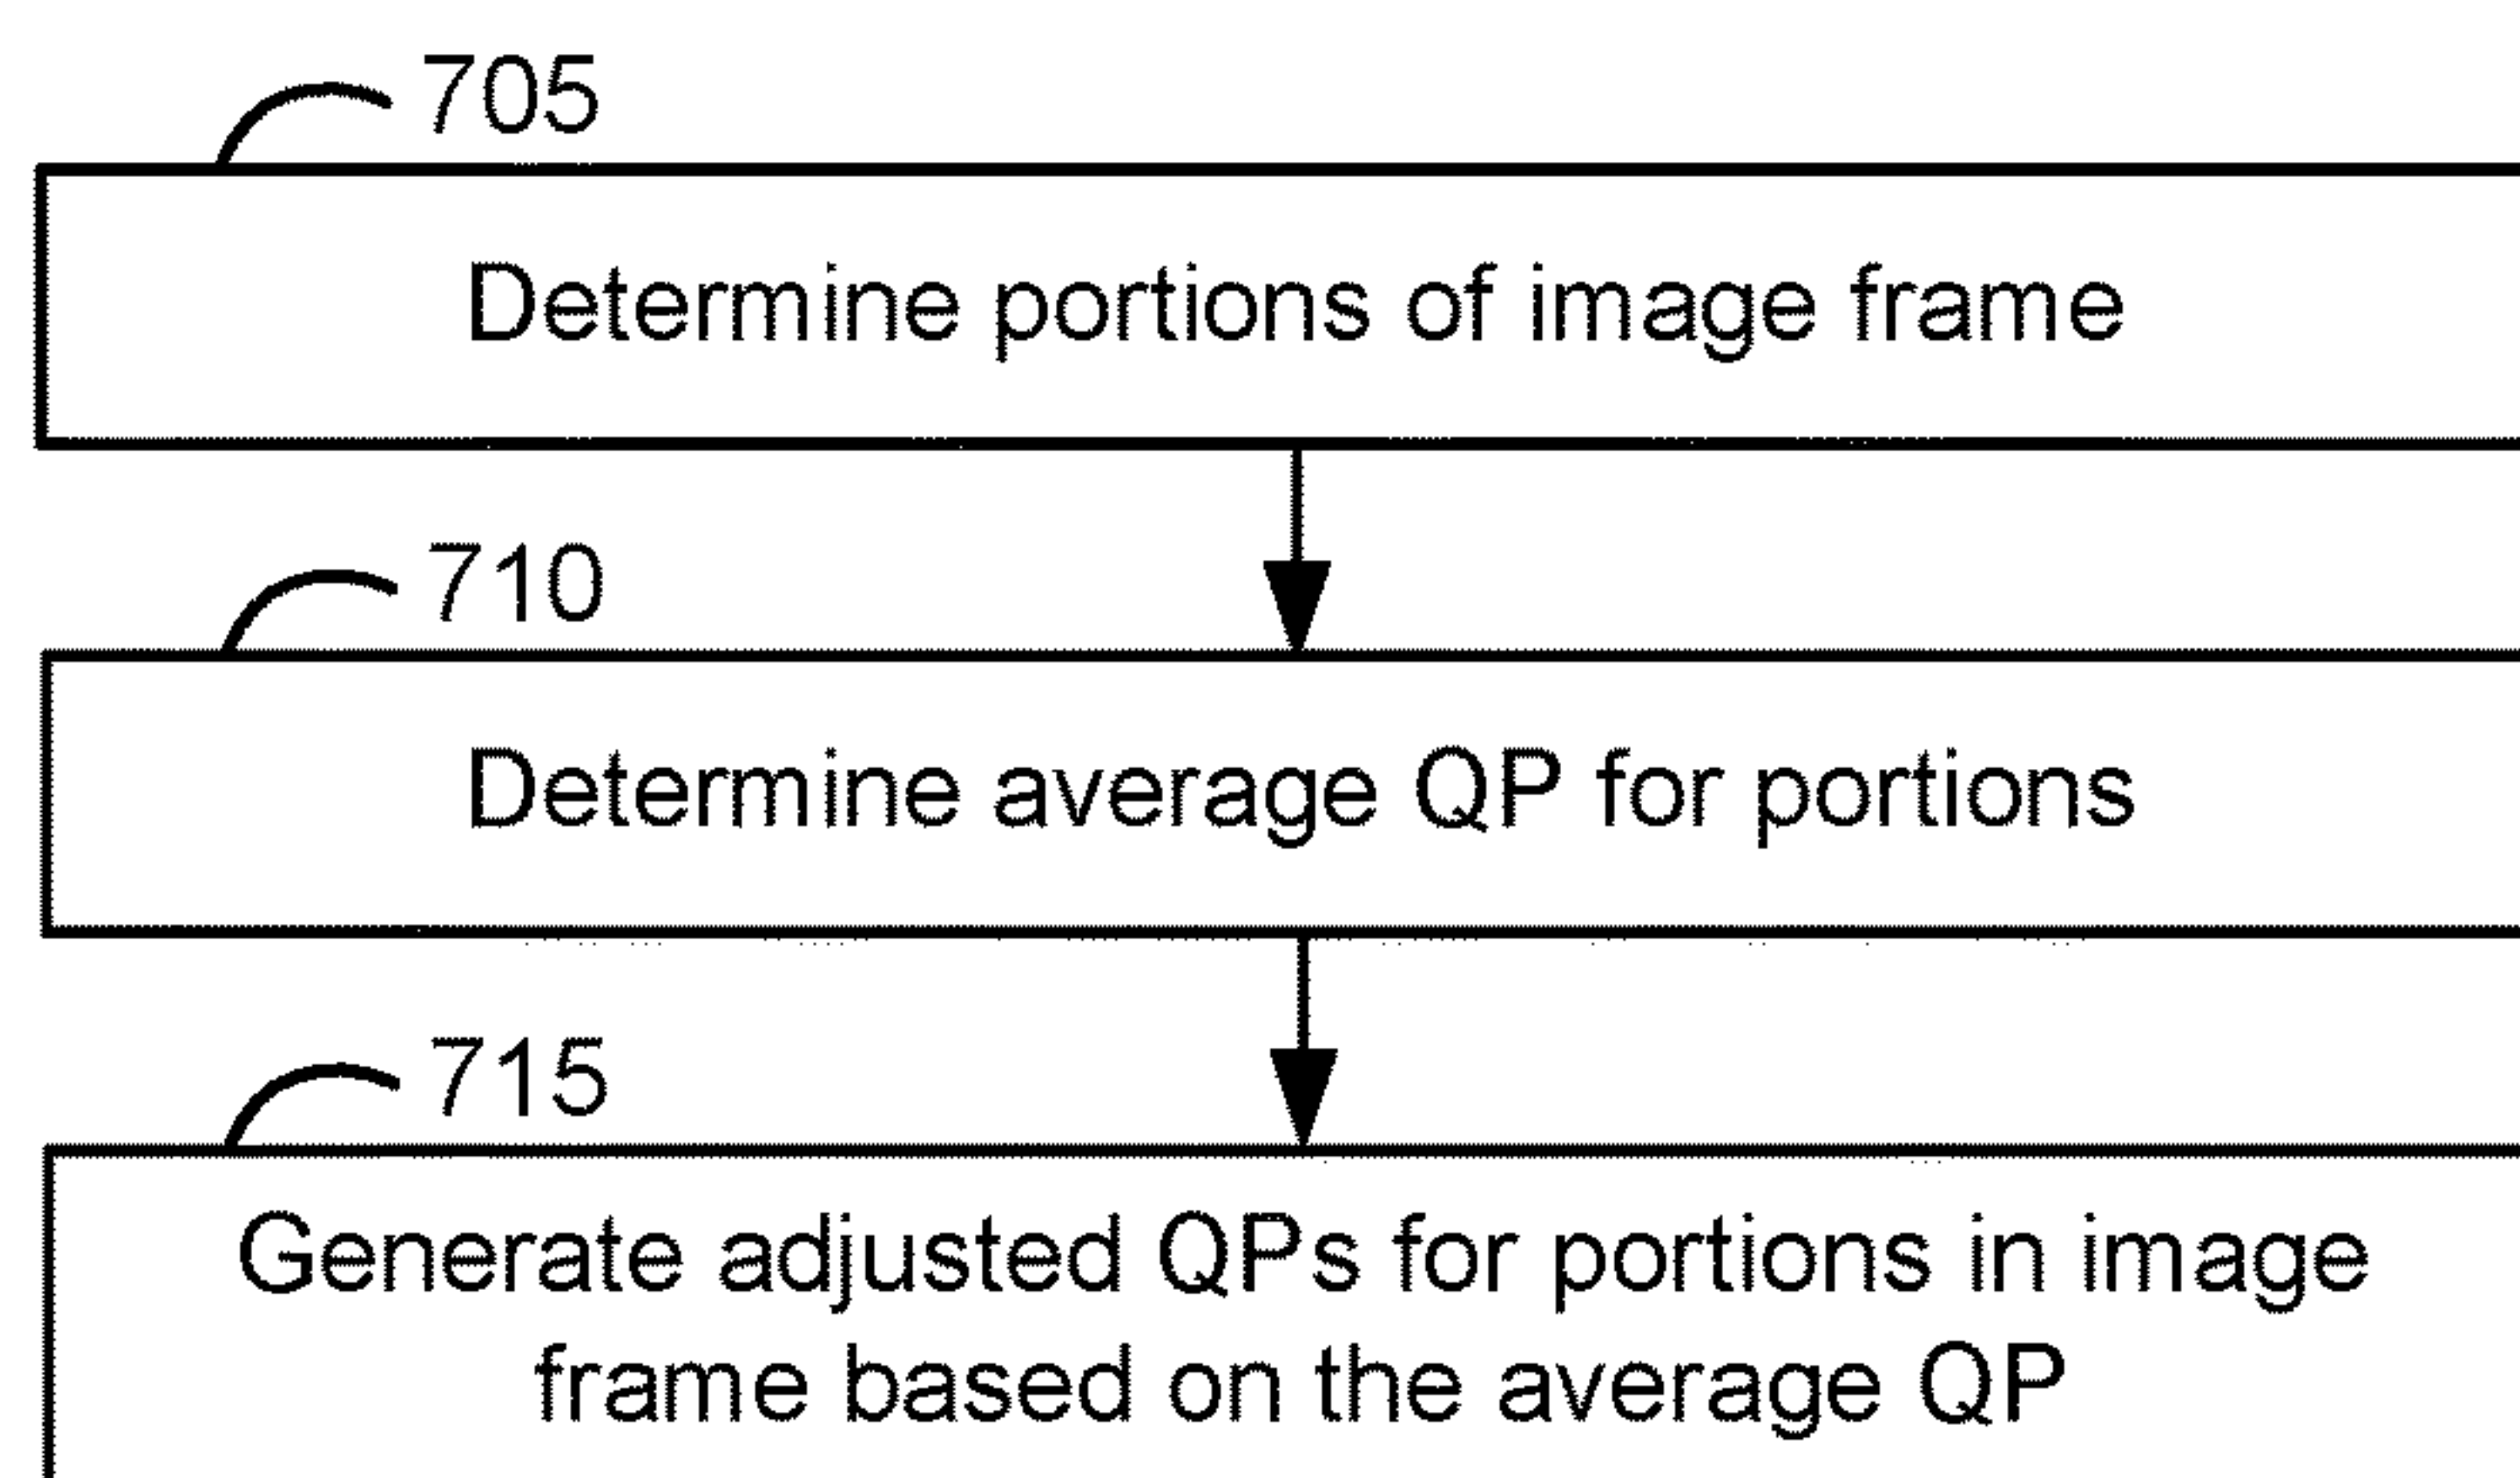 705
Determine portions of image frame
710
Determine average QP for portions
715
Generate adjusted QPs for portions in image
frame based on the average QP